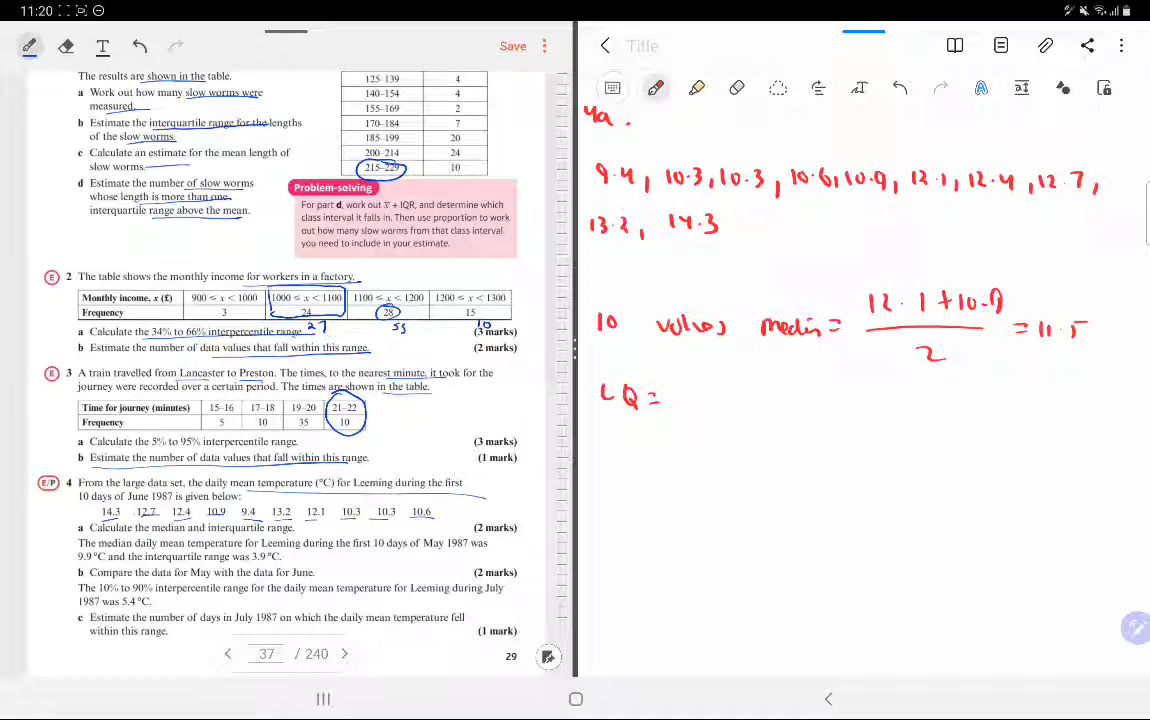 11:20
Save
The results are shown in the table.
a Work out how many slow worms were
measured.
b Estimate the interquartile range for the lengths
of the slow worms.
c Calculate an estimate for the mean length of
slow worms.
d Estimate the number of slow worms
whose length is more than one
interquartile range above the mean.
125–139 4
140–154 4
155–169 2
170–184 7
185–199 20
200–214 24
215–229 10
Problem-solving
For part d, work out x̄ + IQR, and determine which
class interval it falls in. Then use proportion to work
out how many slow worms from that class interval
you need to include in your estimate.
E 2 The table shows the monthly income for workers in a factory.
Monthly income, x (£) 900 ≤ x < 1000 1000 ≤ x < 1100 1100 ≤ x < 1200 1200 ≤ x < 1300
Frequency 3 24 28 15
27 55 10
a Calculate the 34% to 66% interpercentile range. (3 marks)
b Estimate the number of data values that fall within this range. (2 marks)
E 3 A train travelled from Lancaster to Preston. The times, to the nearest minute, it took for the
journey were recorded over a certain period. The times are shown in the table.
Time for journey (minutes) 15–16 17–18 19–20 21–22
Frequency 5 10 35 10
a Calculate the 5% to 95% interpercentile range. (3 marks)
b Estimate the number of data values that fall within this range. (1 mark)
E/P 4 From the large data set, the daily mean temperature (°C) for Leeming during the first
10 days of June 1987 is given below:
14.3 12.7 12.4 10.9 9.4 13.2 12.1 10.3 10.3 10.6
a Calculate the median and interquartile range. (2 marks)
The median daily mean temperature for Leeming during the first 10 days of May 1987 was
9.9 °C and the interquartile range was 3.9 °C.
b Compare the data for May with the data for June. (2 marks)
The 10% to 90% interpercentile range for the daily mean temperature for Leeming during July
1987 was 5.4 °C.
c Estimate the number of days in July 1987 on which the daily mean temperature fell
within this range. (1 mark)
37 / 240
29
Title
4a.
9.4, 10.3, 10.3, 10.6, 10.9, 12.1, 12.4, 12.7,
13.2, 14.3
10 values median = 12.1 + 10.9 / 2 = 11.5
LQ =